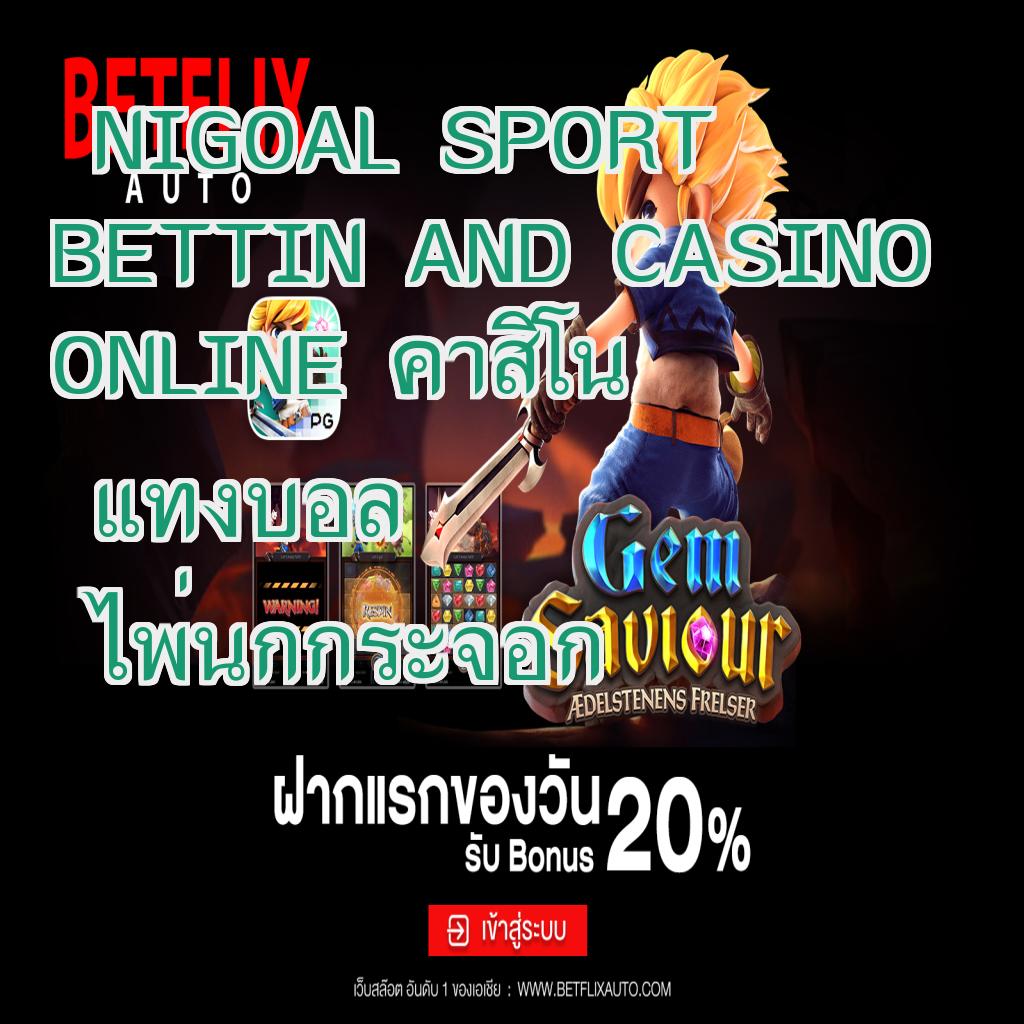 BETFLIX
AUTO
NIGOAL SPORT
BETTIN AND CASINO
ONLINE คาสิโน
แทงบอล
ไพ่นกกระจอก
PG
WARNING!
Gem
Saviour
ÆDELSTENENS FRELSER
ฝากแรกของวัน
รับ Bonus 20%
เข้าสู่ระบบ
เว็บสล๊อต อันดับ 1 ของเอเชีย : WWW.BETFLIXAUTO.COM